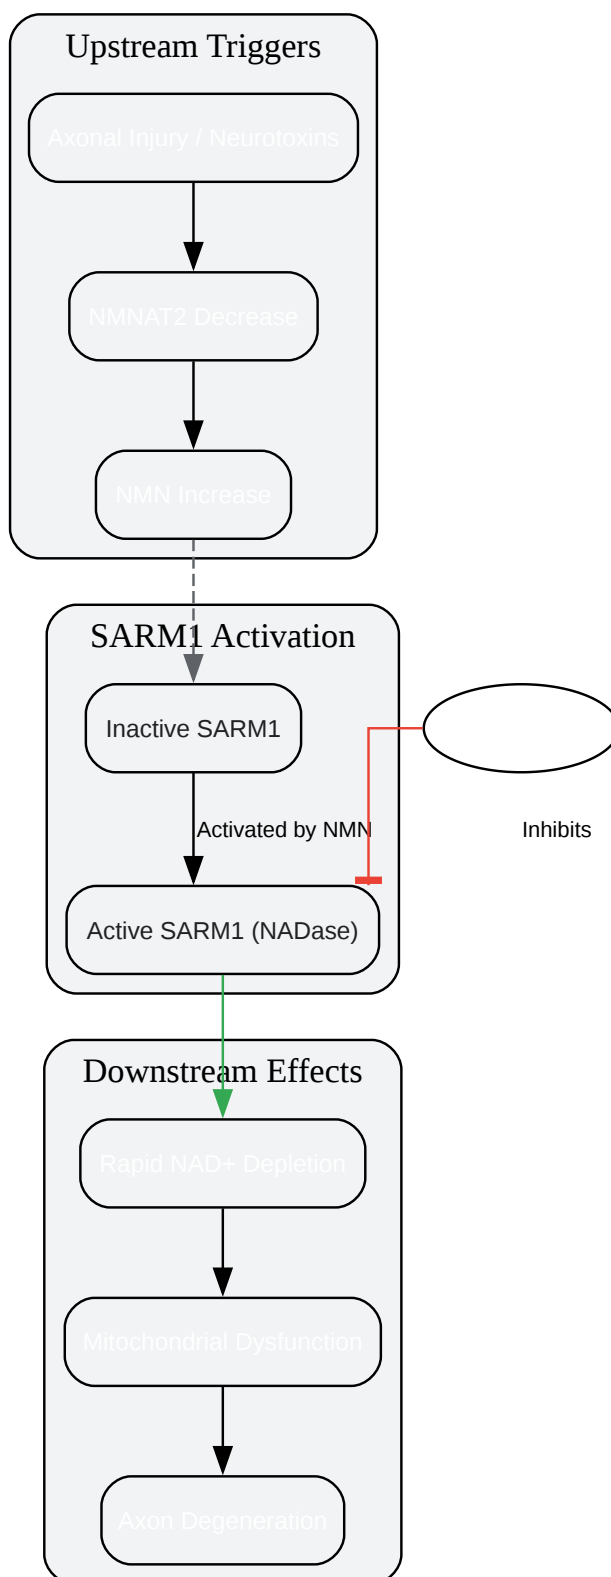 Upstream Triggers
Axonal Injury / Neurotoxins
NMNAT2 Decrease
NMN Increase
SARM1 Activation
Inactive SARM1
Activated by NMN
Inhibits
Active SARM1 (NADase)
Downstream Effects
Rapid NAD+ Depletion
Mitochondrial Dysfunction
Axon Degeneration